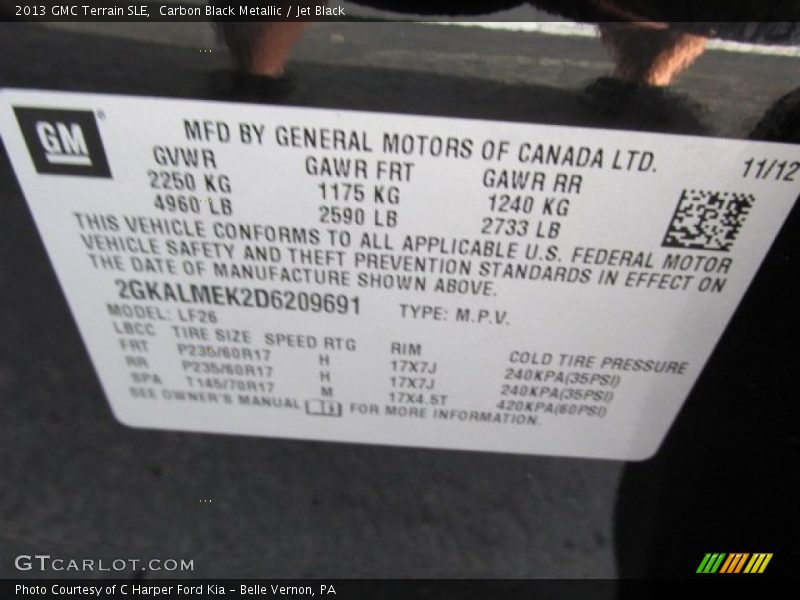 2013 GMC Terrain SLE,  Carbon Black Metallic / Jet Black
GM
MFD BY GENERAL MOTORS OF CANADA LTD.
11/12
GVWR GAWR FRT GAWR RR
2250 KG 1175 KG 1240 KG
4960 LB 2590 LB 2733 LB
THIS VEHICLE CONFORMS TO ALL APPLICABLE U.S. FEDERAL MOTOR
VEHICLE SAFETY AND THEFT PREVENTION STANDARDS IN EFFECT ON
THE DATE OF MANUFACTURE SHOWN ABOVE.
2GKALMEK2D6209691 TYPE: M.P.V.
MODEL: LF26
LBCC TIRE SIZE SPEED RTG RIM COLD TIRE PRESSURE
FRT P235/60R17 H 17X7J 240KPA(35PSI)
RR P235/60R17 H 17X7J 240KPA(35PSI)
SPA T145/70R17 M 17X4.5T 420KPA(60PSI)
SEE OWNER'S MANUAL FOR MORE INFORMATION.
GTCARLOT.COM
Photo Courtesy of C Harper Ford Kia – Belle Vernon, PA